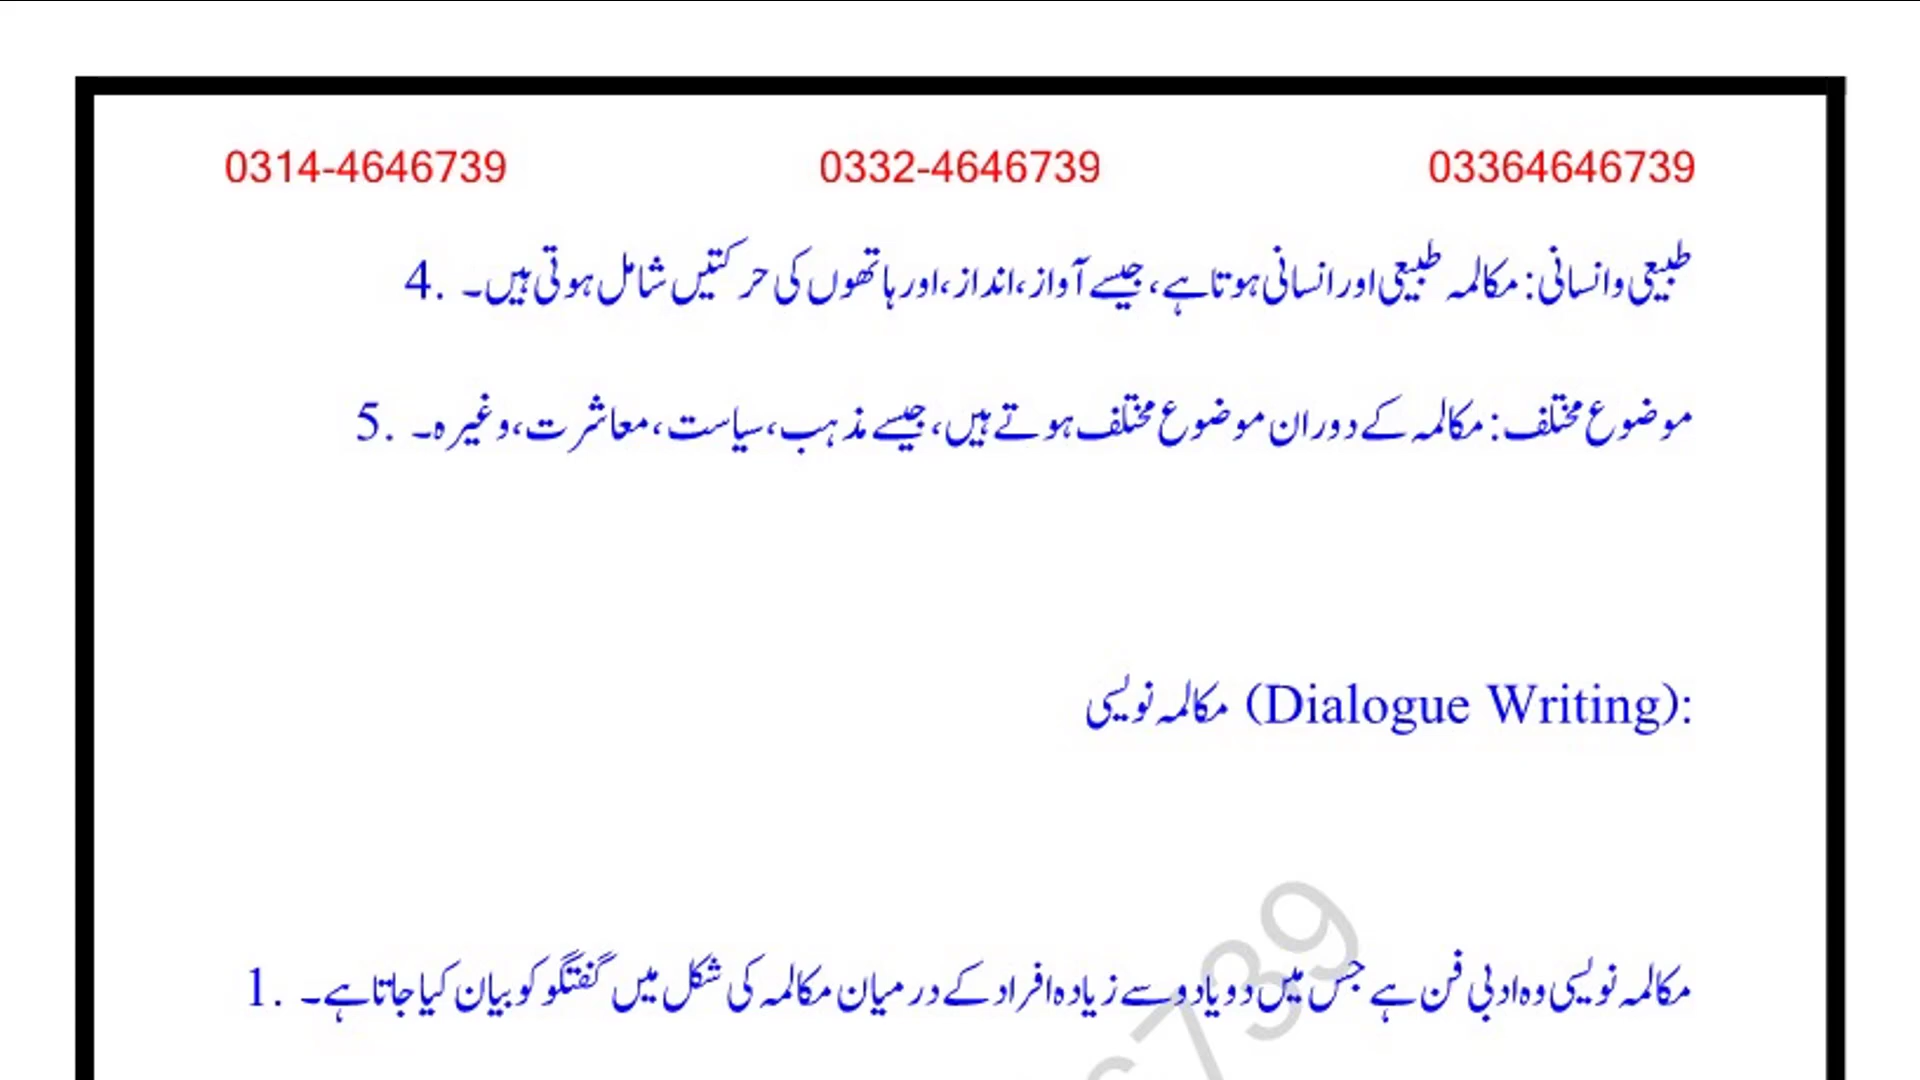 0314-4646739 0332-4646739 03364646739
طبیعی وانسانی: مکالمہ طبیعی اور انسانی ہوتا ہے، جیسے آواز، انداز، اور ہاتھوں کی حرکتیں شامل ہوتی ہیں۔ .4
موضوع مختلف: مکالمہ کے دوران موضوع مختلف ہوتے ہیں، جیسے مذہب، سیاست، معاشرت، وغیرہ۔ .5
مکالمہ نویسی (Dialogue Writing):
مکالمہ نویسی وہ ادبی فن ہے جس میں دو یا دو سے زیادہ افراد کے درمیان مکالمہ کی شکل میں گفتگو کو بیان کیا جاتا ہے۔ .1
6739